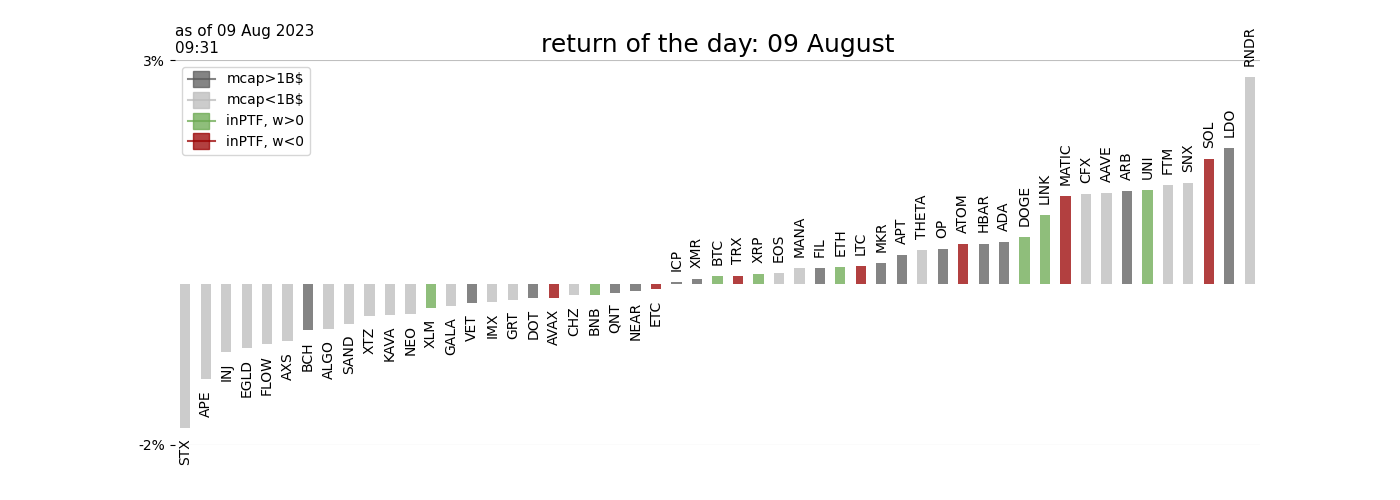 as of 09 Aug 2023
09:31
return of the day: 09 August
3%
mcap>1B$
mcap<1B$
inPTF, w>0
inPTF, w<0
-2%
STX
APE
INJ
EGLD
FLOW
AXS
BCH
ALGO
SAND
XTZ
KAVA
NEO
XLM
GALA
VET
IMX
GRT
DOT
AVAX
CHZ
BNB
QNT
NEAR
ETC
ICP
XMR
BTC
TRX
XRP
EOS
MANA
FIL
ETH
LTC
MKR
APT
THETA
OP
ATOM
HBAR
ADA
DOGE
LINK
MATIC
CFX
AAVE
ARB
UNI
FTM
SNX
SOL
LDO
RNDR